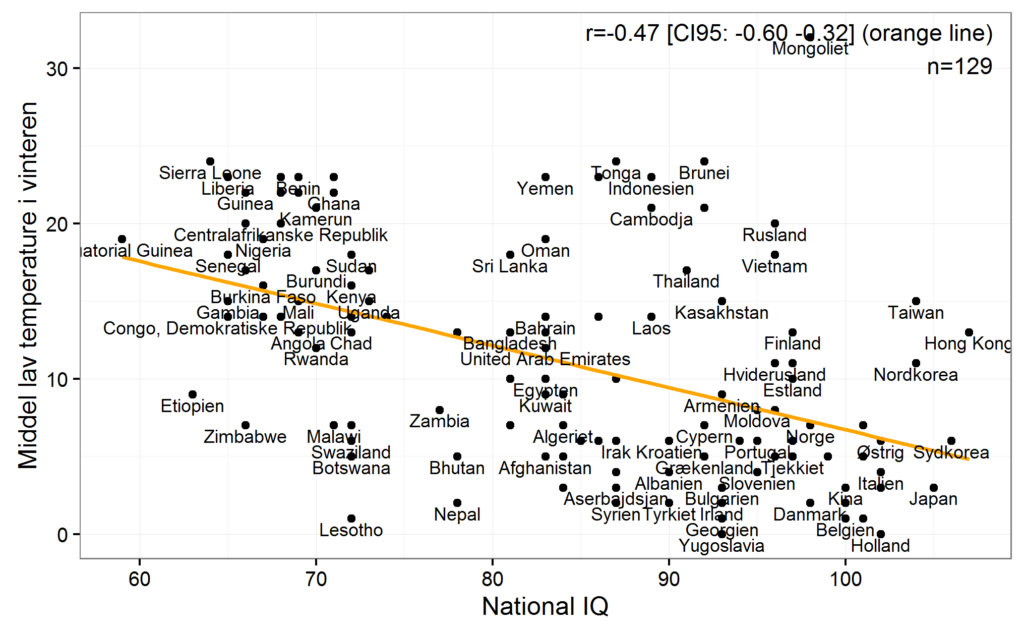 r=-0.47 [CI95: -0.60 -0.32] (orange line)
Mongoliet
n=129
30
Sierra Leone
Tonga
Brunei
Liberia
Benin
Yemen
Indonesien
Guinea
Ghana
Kamerun
Cambodja
20
Centralafrikanske Republik
Rusland
uatorial Guinea
Nigeria
Oman
Senegal
Sudan
Sri Lanka
Vietnam
Burundi
Thailand
Burkina Faso
Kenya
Gambia
Mali
Uganda
Kasakhstan
Taiwan
Congo, Demokratiske Republik
Bahrain
Laos
Angola
Chad
Bangladesh
Finland
Hong Kong
Rwanda
United Arab Emirates
Hviderusland
Nordkorea
10
Egypten
Estland
Etiopien
Kuwait
Armenien
Zambia
Moldova
Zimbabwe
Malawi
Algeriet
Cypern
Norge
Swaziland
Irak
Kroatien
Portugal
Østrig
Sydkorea
Botswana
Bhutan
Afghanistan
Grækenland
Tjekkiet
Albanien
Slovenien
Italien
Aserbajdsjan
Bulgarien
Kina
Japan
Nepal
Syrien
Tyrkiet
Irland
Danmark
Lesotho
Georgien
Belgien
0
Yugoslavia
Holland
60
70
80
90
100
National IQ
Middel lav temperature i vinteren